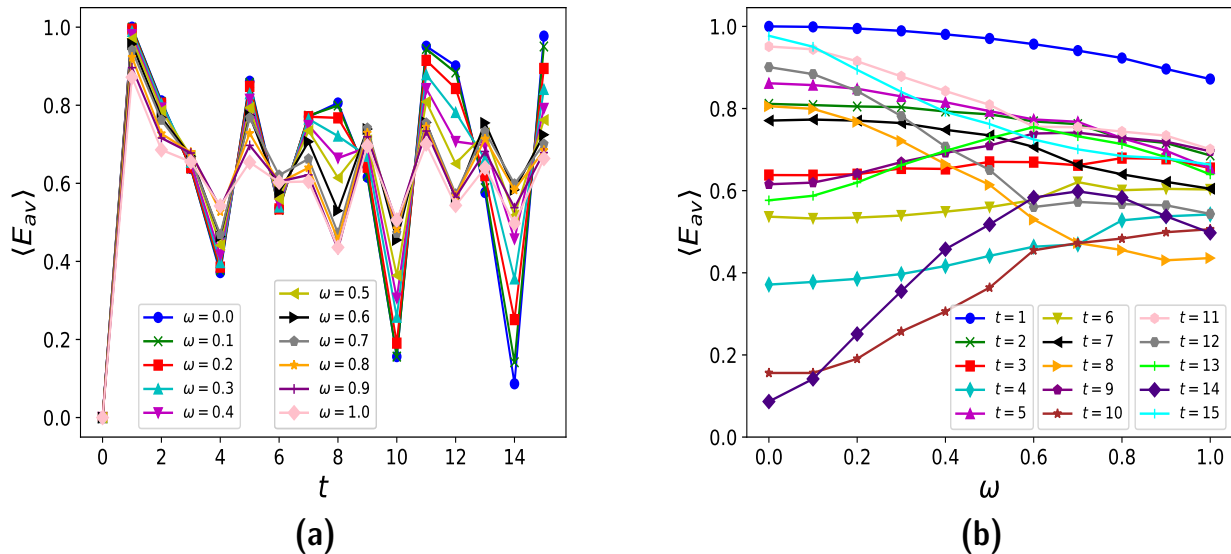 ⟨E_av⟩
1.0
0.8
0.6
0.4
0.2
0.0
ω = 0.0
ω = 0.1
ω = 0.2
ω = 0.3
ω = 0.4
ω = 0.5
ω = 0.6
ω = 0.7
ω = 0.8
ω = 0.9
ω = 1.0
0 2 4 6 8 10 12 14
t
(a)
⟨E_av⟩
1.0
0.8
0.6
0.4
0.2
0.0
t = 1
t = 2
t = 3
t = 4
t = 5
t = 6
t = 7
t = 8
t = 9
t = 10
t = 11
t = 12
t = 13
t = 14
t = 15
0.0 0.2 0.4 0.6 0.8 1.0
ω
(b)